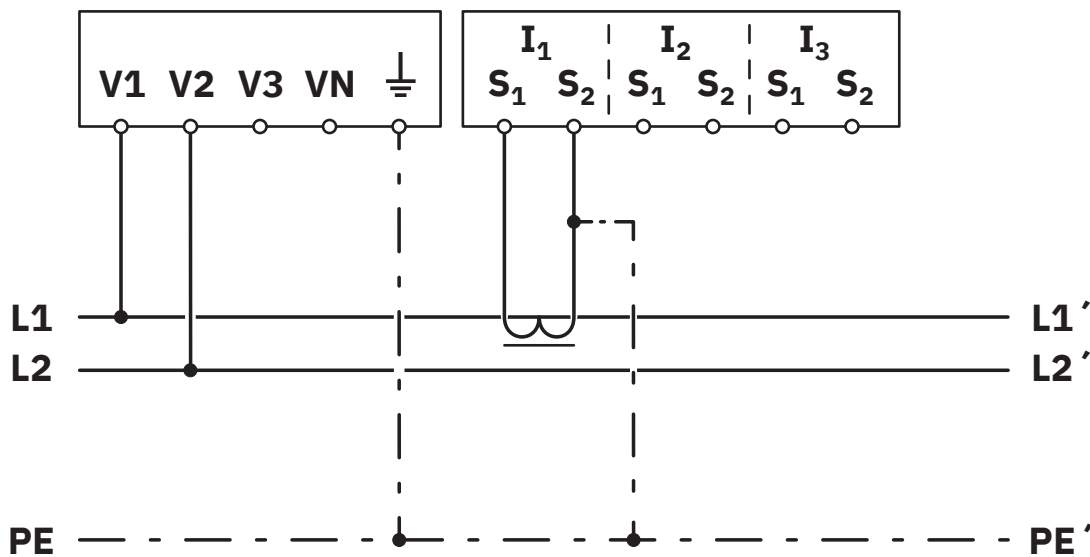 I₁ I₂ I₃
V1 V2 V3 VN S₁ S₂ S₁ S₂ S₁ S₂
L1 L1′
L2 L2′
PE PE′